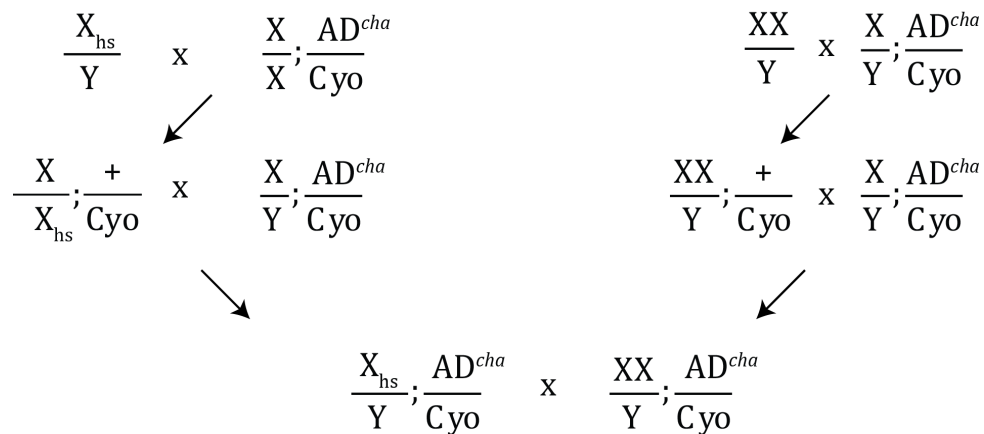 X_hs/Y x X/X ; AD^cha/Cyo XX/Y x X/Y ; AD^cha/Cyo
X/X_hs ; +/Cyo x X/Y ; AD^cha/Cyo XX/Y ; +/Cyo x X/Y ; AD^cha/Cyo
X_hs/Y ; AD^cha/Cyo x XX/Y ; AD^cha/Cyo